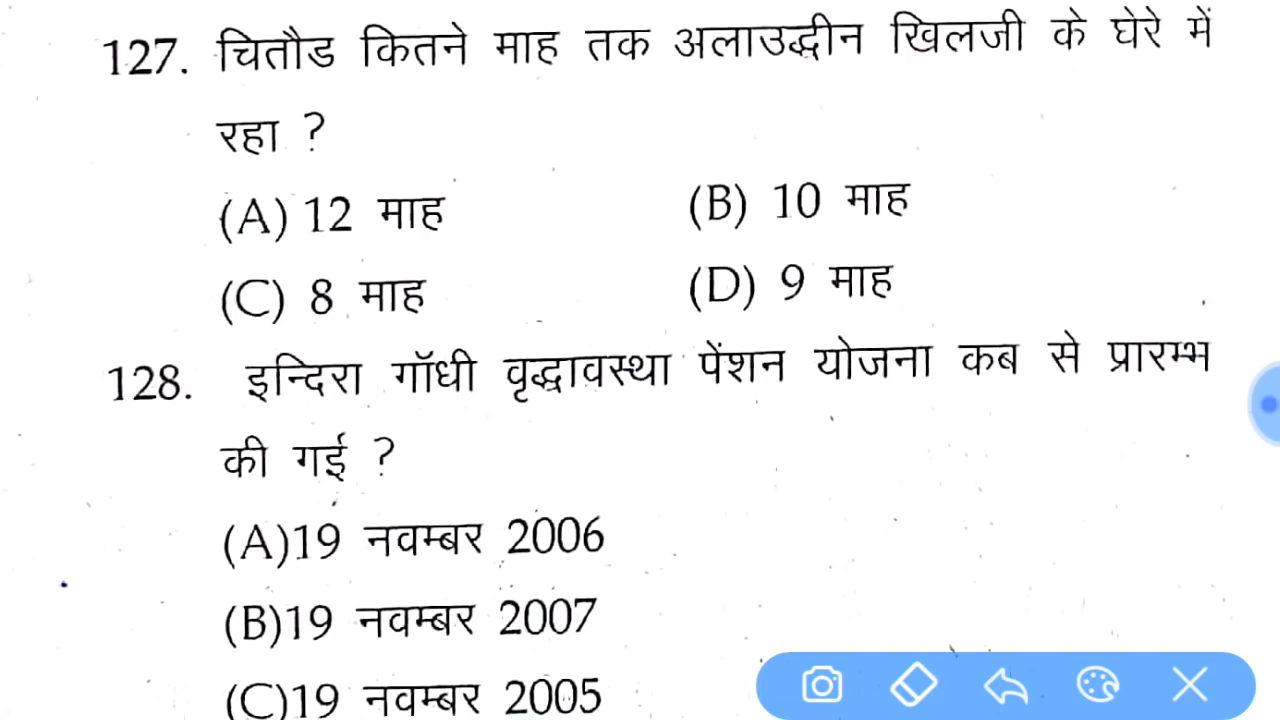 127. चितौड कितने माह तक अलाउद्धीन खिलजी के घेरे में
रहा ?
(A) 12 माह (B) 10 माह
(C) 8 माह (D) 9 माह
128. इन्दिरा गॉधी वृद्धावस्था पेंशन योजना कब से प्रारम्भ
की गई ?
(A)19 नवम्बर 2006
(B)19 नवम्बर 2007
(C)19 नवम्बर 2005